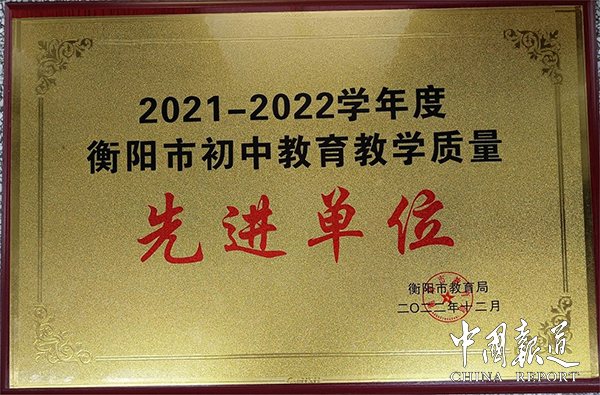 2021-2022学年度
衡阳市初中教育教学质量
先进单位
衡阳市教育局
二〇二二年十二月
中國報道
CHINA REPORT